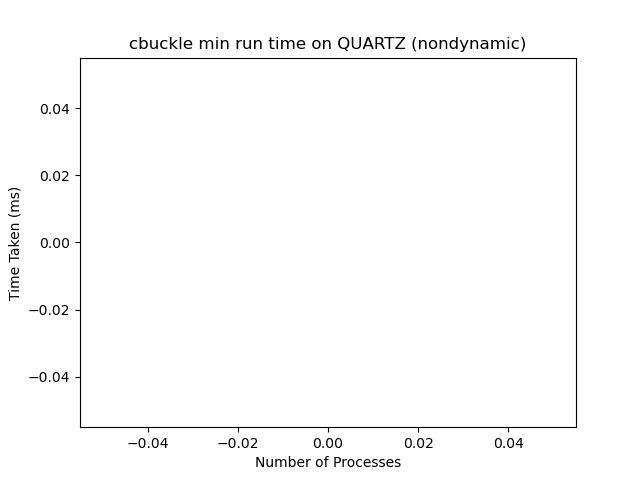 cbuckle min run time on QUARTZ (nondynamic)
0.04
0.02
0.00
−0.02
−0.04
Time Taken (ms)
−0.04 −0.02 0.00 0.02 0.04
Number of Processes